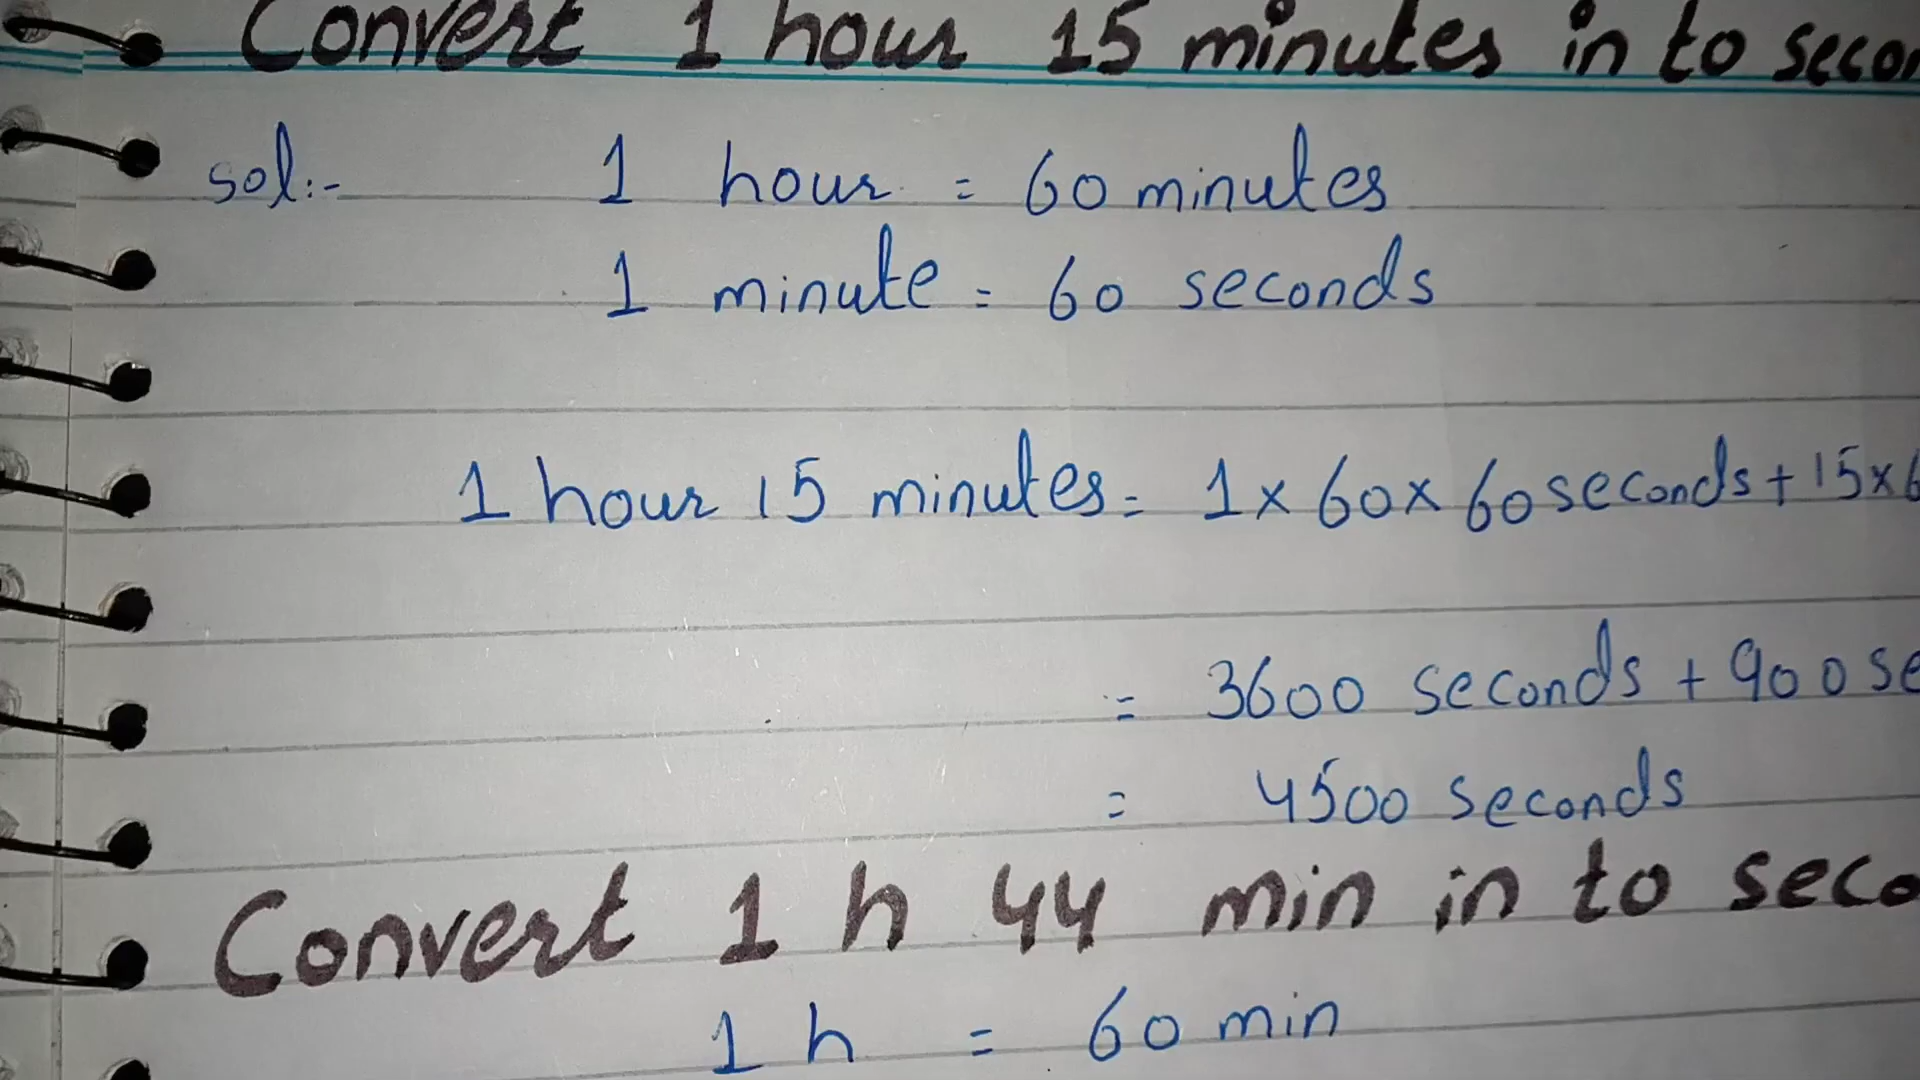 Convert 1 hour 15 minutes in to secon
sol:- 1 hour = 60 minutes
1 minute = 60 seconds
1 hour 15 minutes = 1 x 60 x 60 seconds + 15 x 6
= 3600 seconds + 900 se
= 4500 seconds
Convert 1 h 44 min in to seco
1 h = 60 min